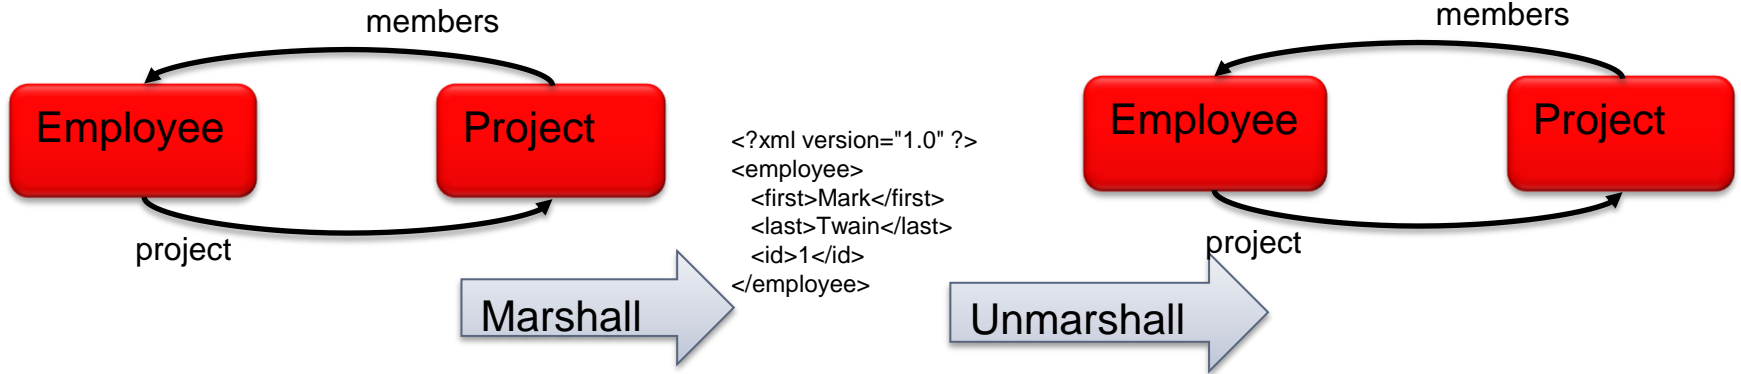 members
Employee
Project
project
Marshall
<?xml version="1.0" ?>
<employee>
<first>Mark</first>
<last>Twain</last>
<id>1</id>
</employee>
Unmarshall
members
Employee
Project
project